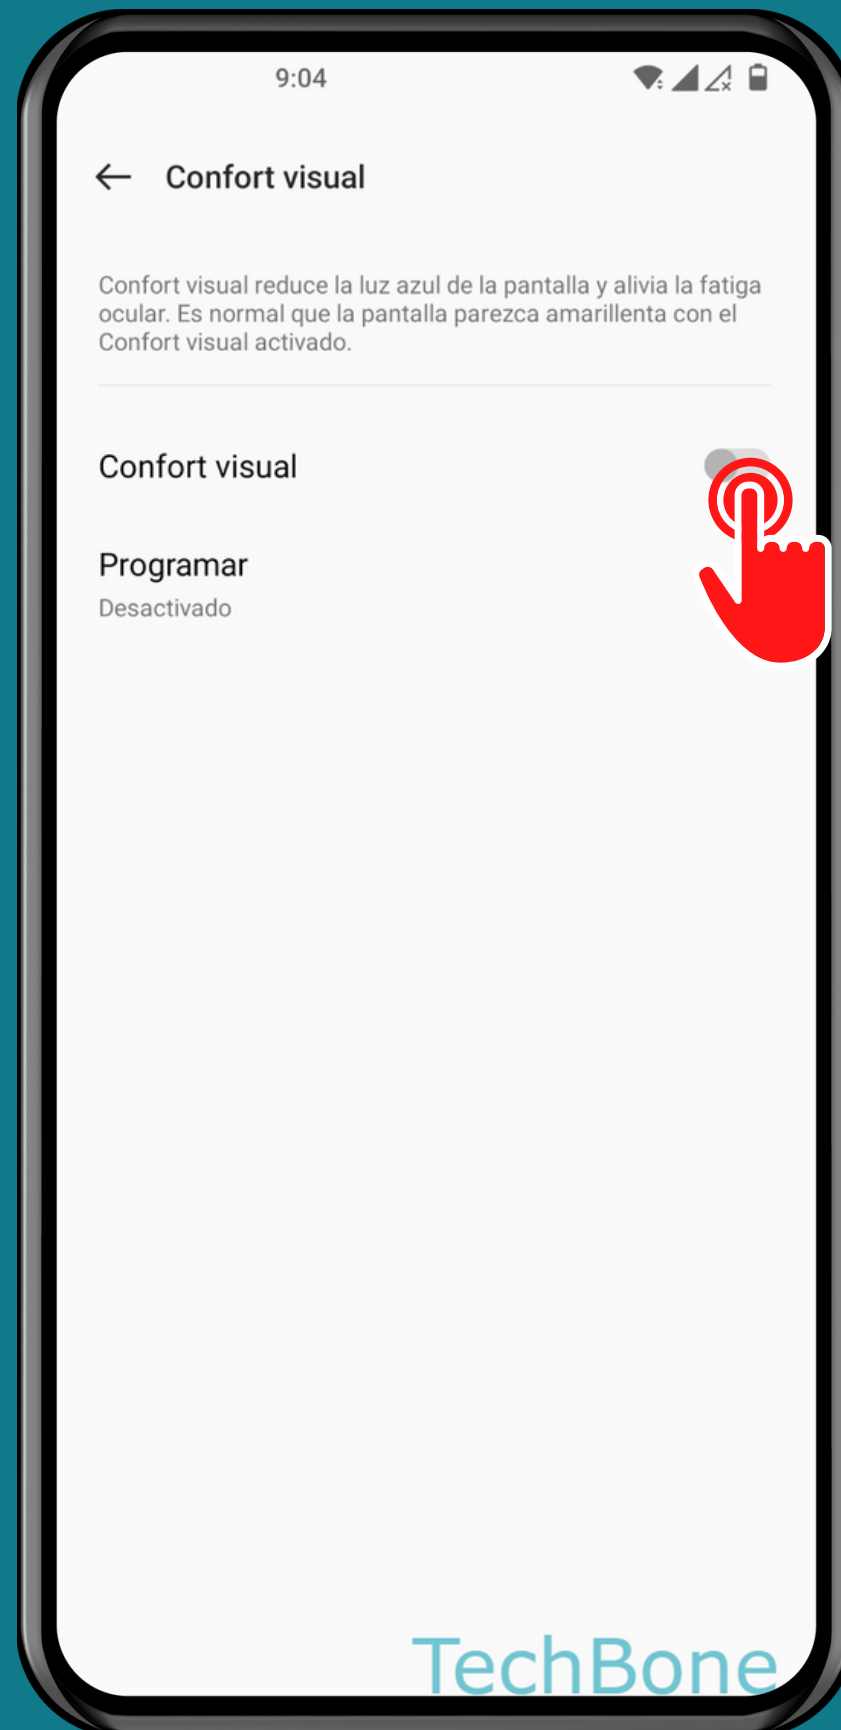 9:04
Confort visual
Confort visual reduce la luz azul de la pantalla y alivia la fatiga
ocular. Es normal que la pantalla parezca amarillenta con el
Confort visual activado.
Confort visual
Programar
Desactivado
TechBone